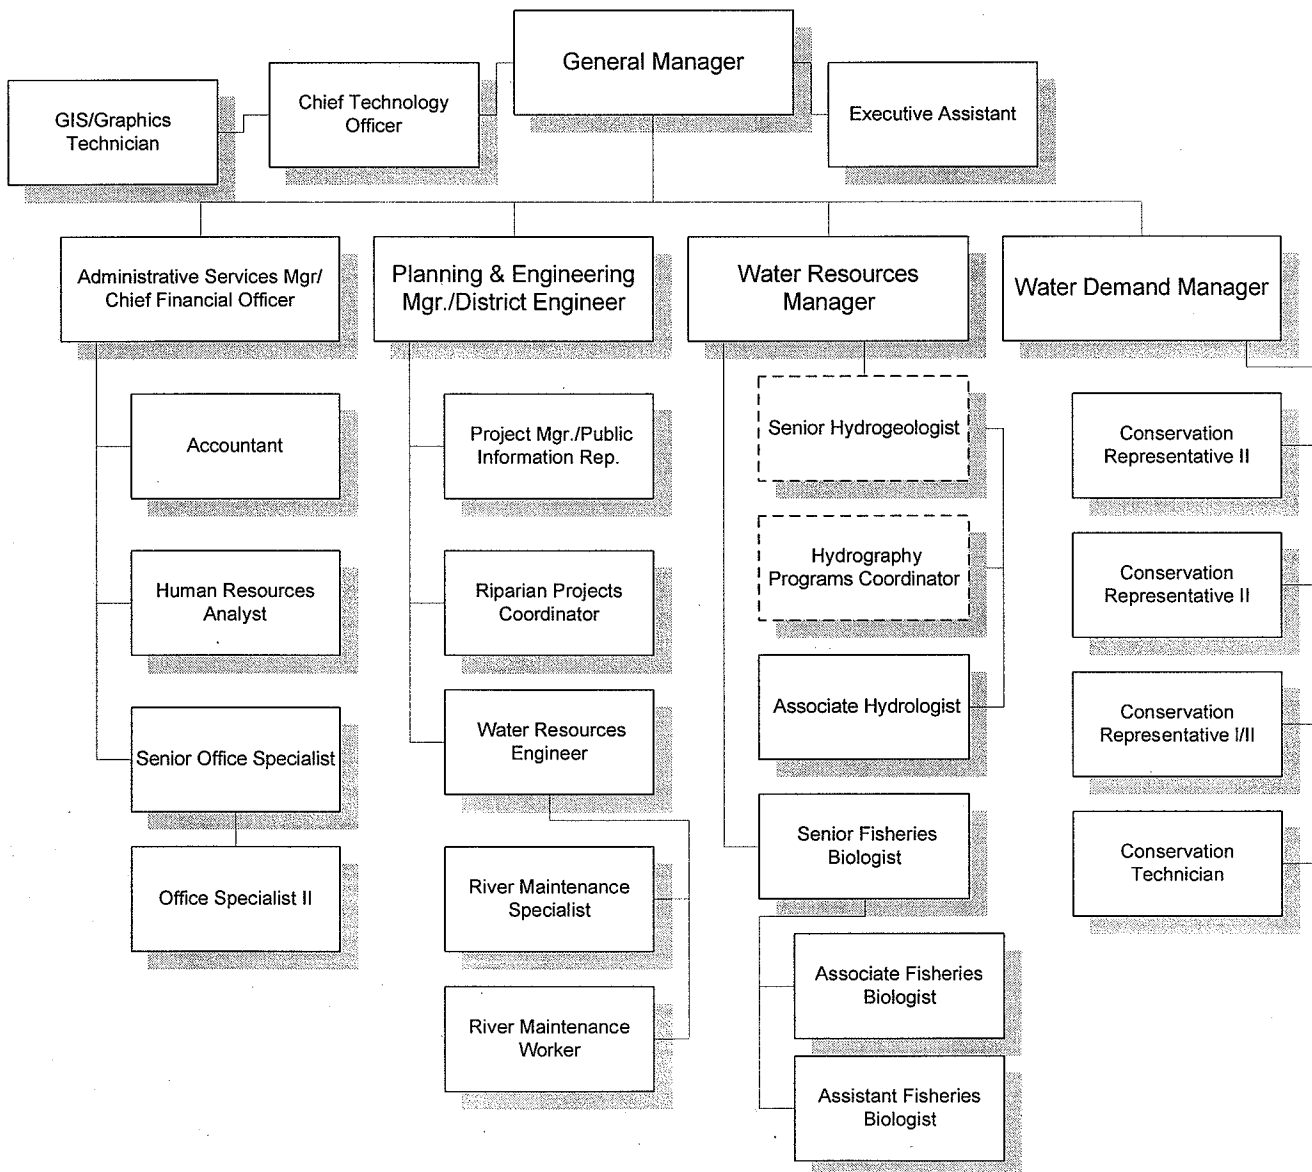 General Manager
Chief Technology
Officer
GIS/Graphics
Technician
Executive Assistant
Administrative Services Mgr/
Chief Financial Officer
Planning & Engineering
Mgr./District Engineer
Water Resources
Manager
Water Demand Manager
Accountant
Human Resources
Analyst
Senior Office Specialist
Office Specialist II
Project Mgr./Public
Information Rep.
Riparian Projects
Coordinator
Water Resources
Engineer
River Maintenance
Specialist
River Maintenance
Worker
Senior Hydrogeologist
Hydrography
Programs Coordinator
Associate Hydrologist
Senior Fisheries
Biologist
Associate Fisheries
Biologist
Assistant Fisheries
Biologist
Conservation
Representative II
Conservation
Representative II
Conservation
Representative I/II
Conservation
Technician